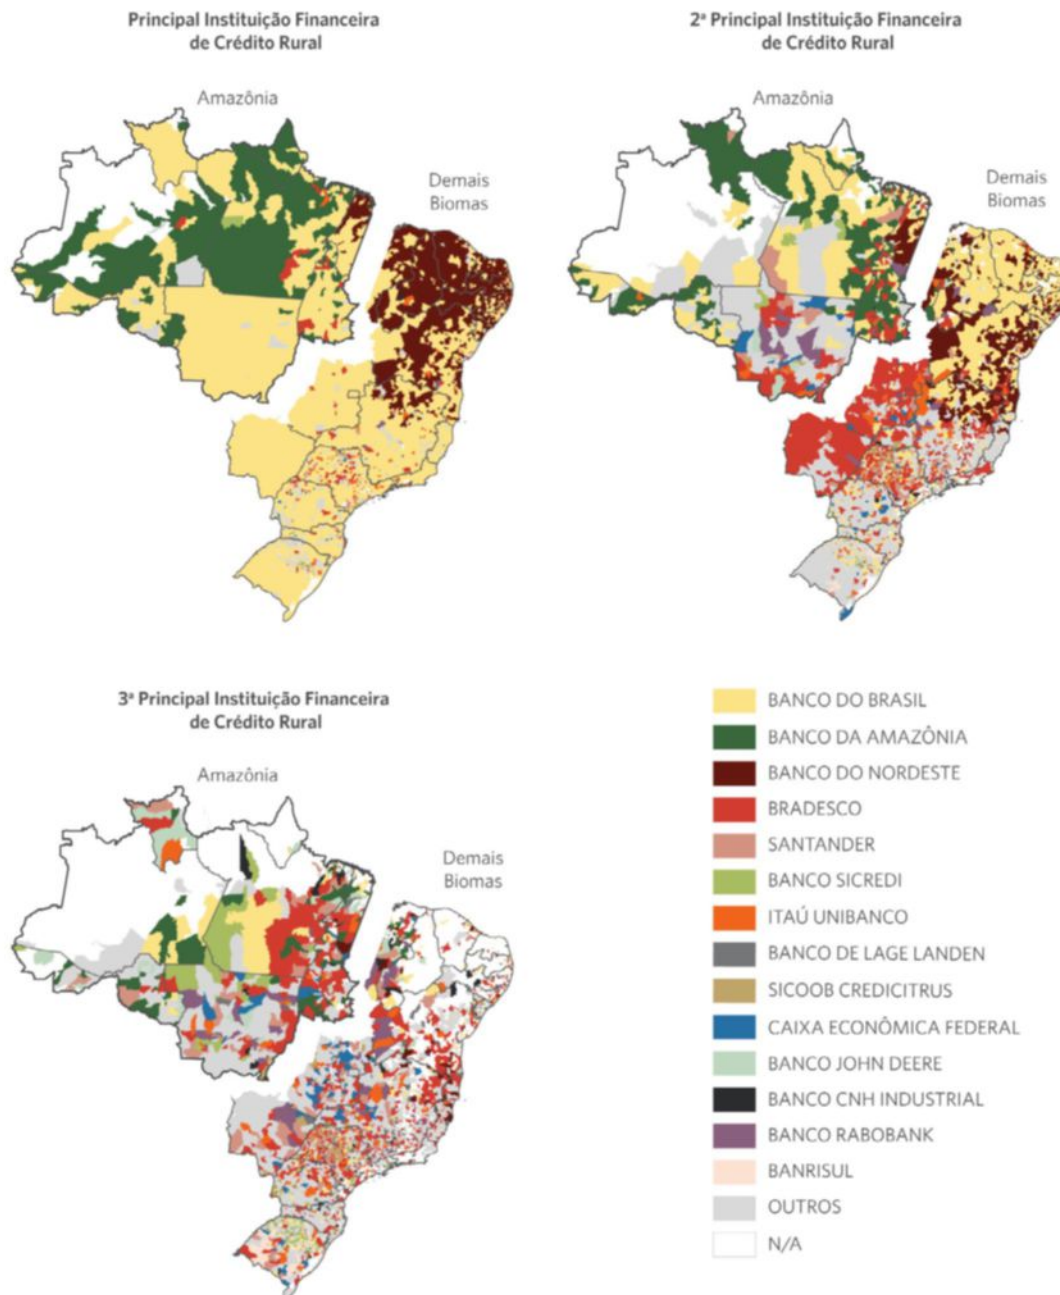 Principal Instituição Financeira
de Crédito Rural
Amazônia
Demais
Biomas
2ª Principal Instituição Financeira
de Crédito Rural
Amazônia
Demais
Biomas
3ª Principal Instituição Financeira
de Crédito Rural
Amazônia
Demais
Biomas
BANCO DO BRASIL
BANCO DA AMAZÔNIA
BANCO DO NORDESTE
BRADESCO
SANTANDER
BANCO SICREDI
ITAÚ UNIBANCO
BANCO DE LAGE LANDEN
SICOOB CREDICITRUS
CAIXA ECONÔMICA FEDERAL
BANCO JOHN DEERE
BANCO CNH INDUSTRIAL
BANCO RABOBANK
BANRISUL
OUTROS
N/A